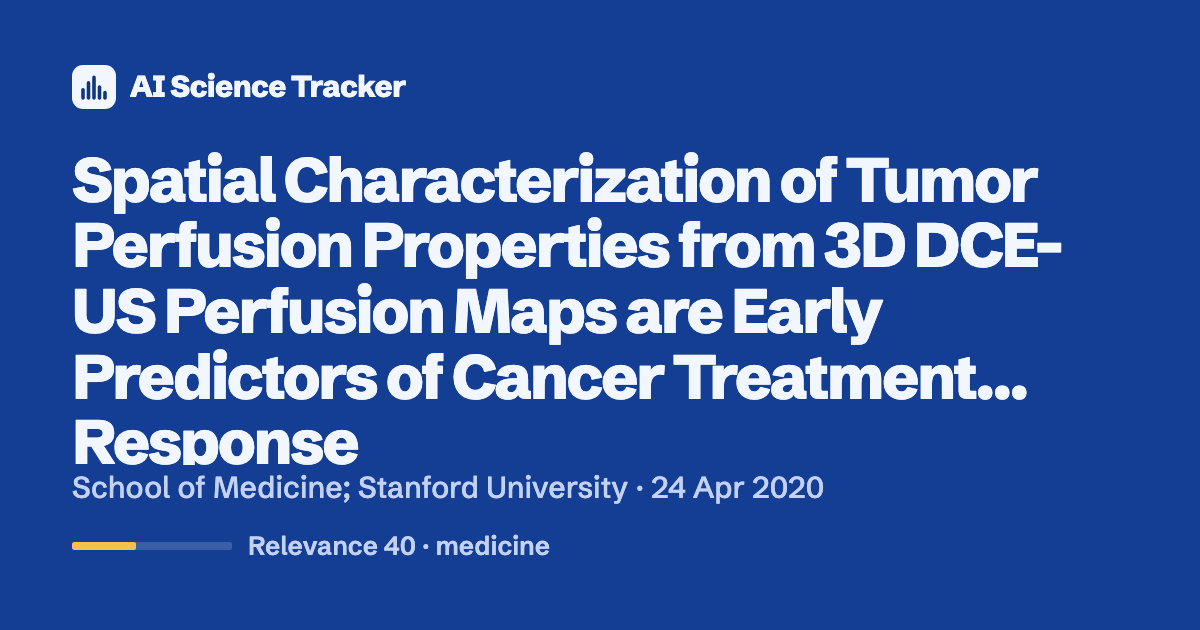 AI Science Tracker
Spatial Characterization of Tumor
Perfusion Properties from 3D DCE-
US Perfusion Maps are Early
Predictors of Cancer Treatment...
Response
School of Medicine; Stanford University · 24 Apr 2020
Relevance 40 · medicine